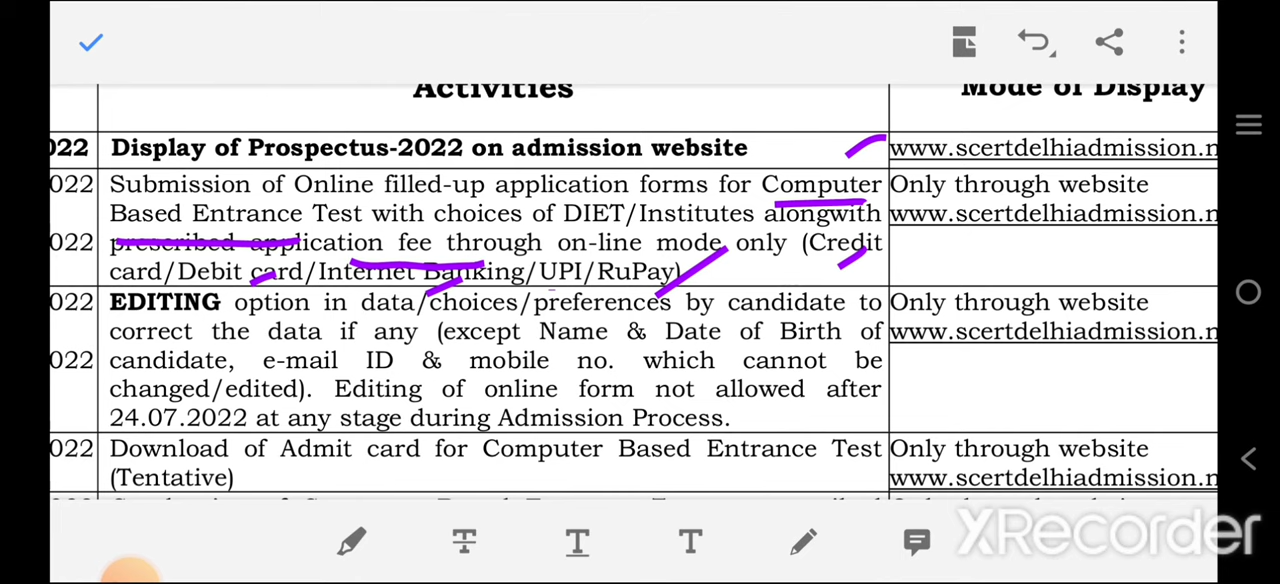 Activities
Mode of Display
022 Display of Prospectus-2022 on admission website www.scertdelhiadmission.n
022 Submission of Online filled-up application forms for Computer Only through website
Based Entrance Test with choices of DIET/Institutes alongwith www.scertdelhiadmission.n
022 prescribed application fee through on-line mode only (Credit
card/Debit card/Internet Banking/UPI/RuPay)
022 EDITING option in data/choices/preferences by candidate to Only through website
correct the data if any (except Name & Date of Birth of www.scertdelhiadmission.n
022 candidate, e-mail ID & mobile no. which cannot be
changed/edited). Editing of online form not allowed after
24.07.2022 at any stage during Admission Process.
022 Download of Admit card for Computer Based Entrance Test Only through website
(Tentative) www.scertdelhiadmission.n
T T T
XRecorder